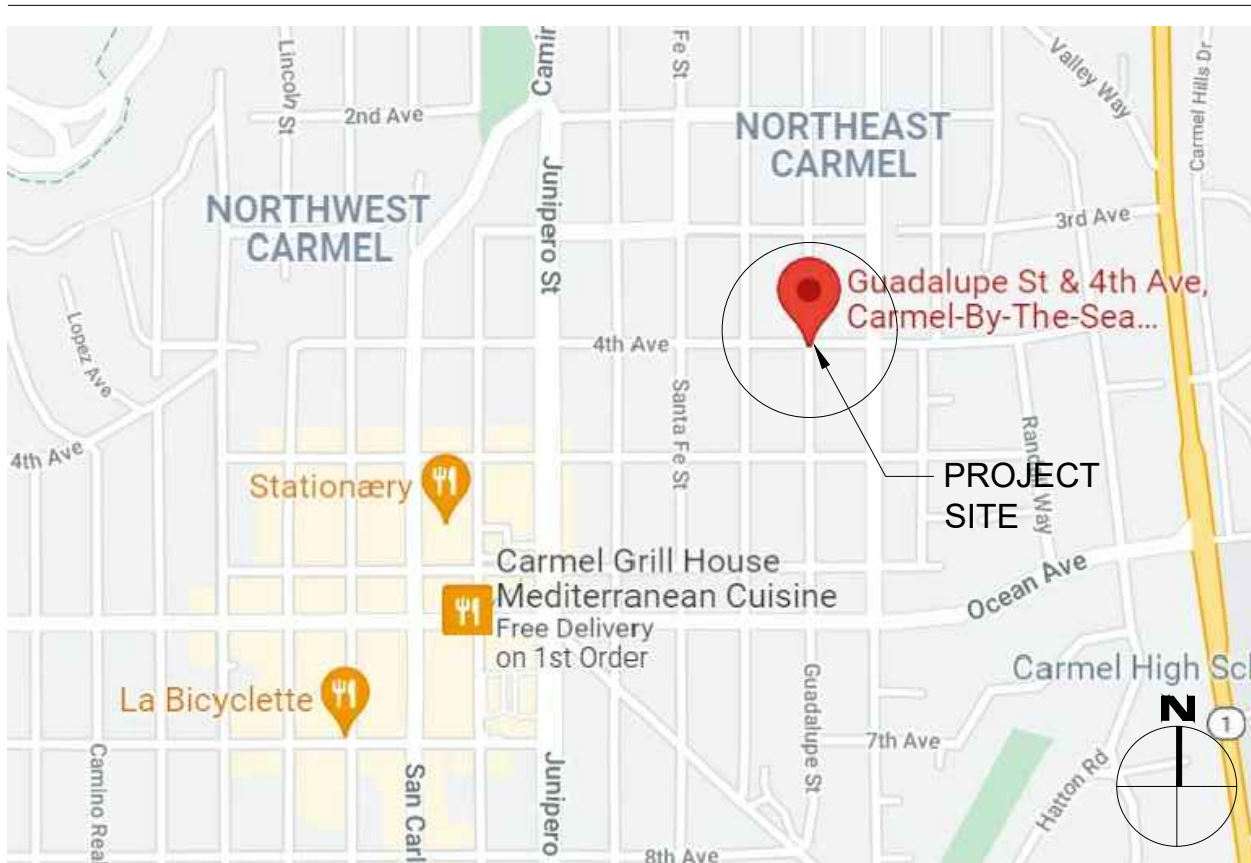 Lincoln St
Camin
Fe St
Valley Way
Carmel Hills Dr
2nd Ave
NORTHEAST
CARMEL
NORTHWEST
CARMEL
Junipero St
3rd Ave
Guadalupe St & 4th Ave,
Carmel-By-The-Sea...
Lopez Ave
4th Ave
Santa Fe St
Randall Way
4th Ave
Stationæry
PROJECT
SITE
Carmel Grill House
Mediterranean Cuisine
Free Delivery
on 1st Order
Ocean Ave
Carmel High Sc
La Bicyclette
Guadalupe St
N
1
7th Ave
Camino Rea
San Carl
Junipero
Hatton Rd
8th Ave